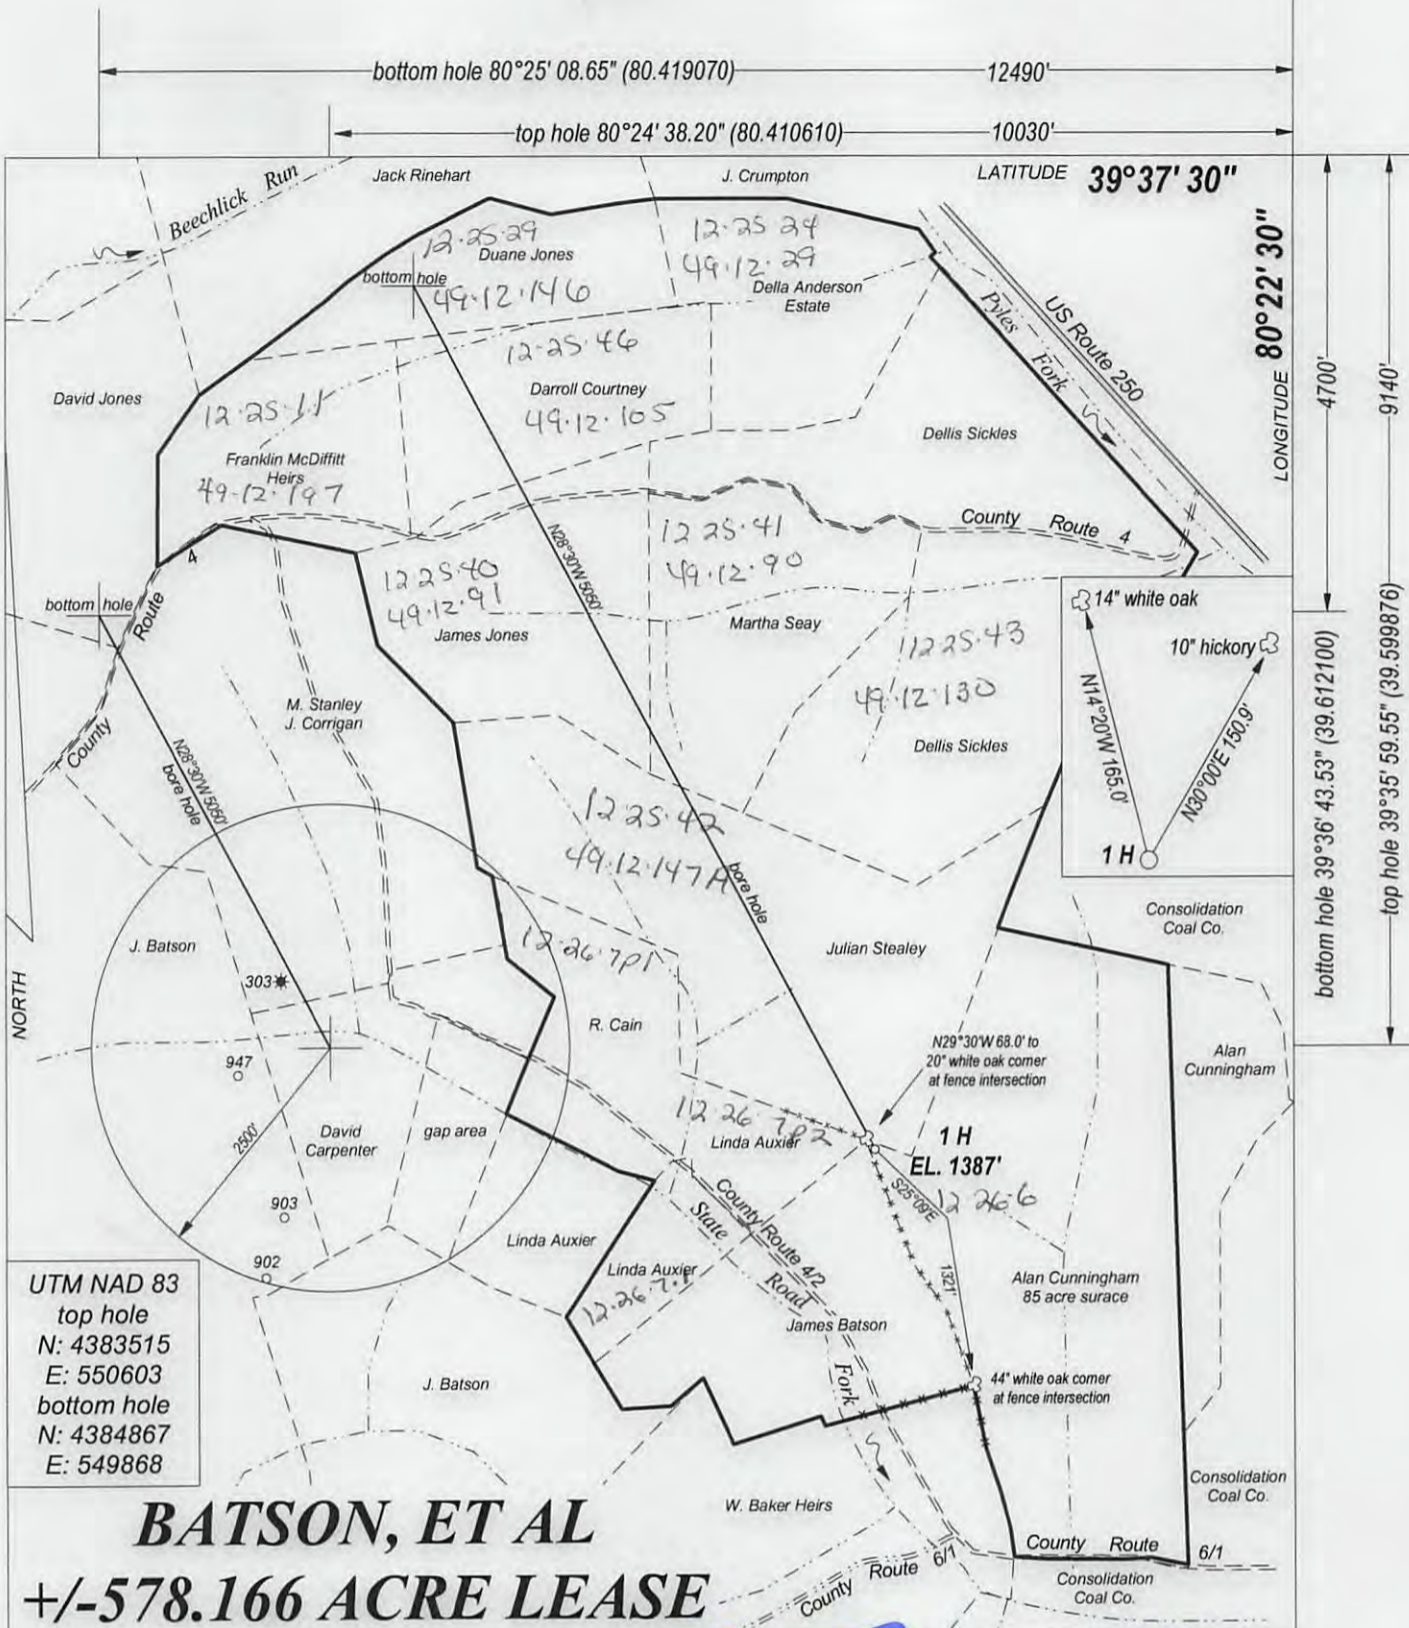 bottom hole 80°25' 08.65" (80.419070) 12490'
top hole 80°24' 38.20" (80.410610) 10030'
LATITUDE 39°37' 30"
LONGITUDE 80°22' 30"
4700'
9140'
bottom hole 39°36' 43.53" (39.612100)
top hole 39°35' 59.55" (39.599876)
Beechlick Run
Jack Rinehart
J. Crumpton
12-25-29
Duane Jones
49-12-146
bottom hole
12-25 24
49-12-29
Della Anderson
Estate
Pyles Fork
US Route 250
David Jones
12-25-46
Darroll Courtney
49-12-105
12-25-11
Franklin McDiffitt
Heirs
49-12-197
Dellis Sickles
County Route 4
4
County Route
bottom hole
N28°30'W 5050'
bore hole
12-25-40
49-12-91
James Jones
12 25-41
49-12-90
Martha Seay
12 25-43
49-12-130
Dellis Sickles
14" white oak
10" hickory
N14°20'W 165.0'
N30°00'E 150.9'
1 H
M. Stanley
J. Corrigan
N28°30'W 5050'
bore hole
12 25-42
49-12-147A
Julian Stealey
Consolidation
Coal Co.
J. Batson
303
NORTH
947
2500'
David
Carpenter
gap area
903
902
12-26-7p1
R. Cain
N29°30'W 68.0' to
20" white oak corner
at fence intersection
Alan
Cunningham
12-26-7p2
Linda Auxier
1 H
EL. 1387'
S25°09'E
1321'
12 26-6
Alan Cunningham
85 acre surace
County Route 4/2
State Road Fork
Linda Auxier
Linda Auxier
12-26-7.1
James Batson
44" white oak corner
at fence intersection
J. Batson
W. Baker Heirs
Consolidation
Coal Co.
County Route 6/1
County Route 6/1
Consolidation
Coal Co.
UTM NAD 83
top hole
N: 4383515
E: 550603
bottom hole
N: 4384867
E: 549868
BATSON, ET AL
+/-578.166 ACRE LEASE